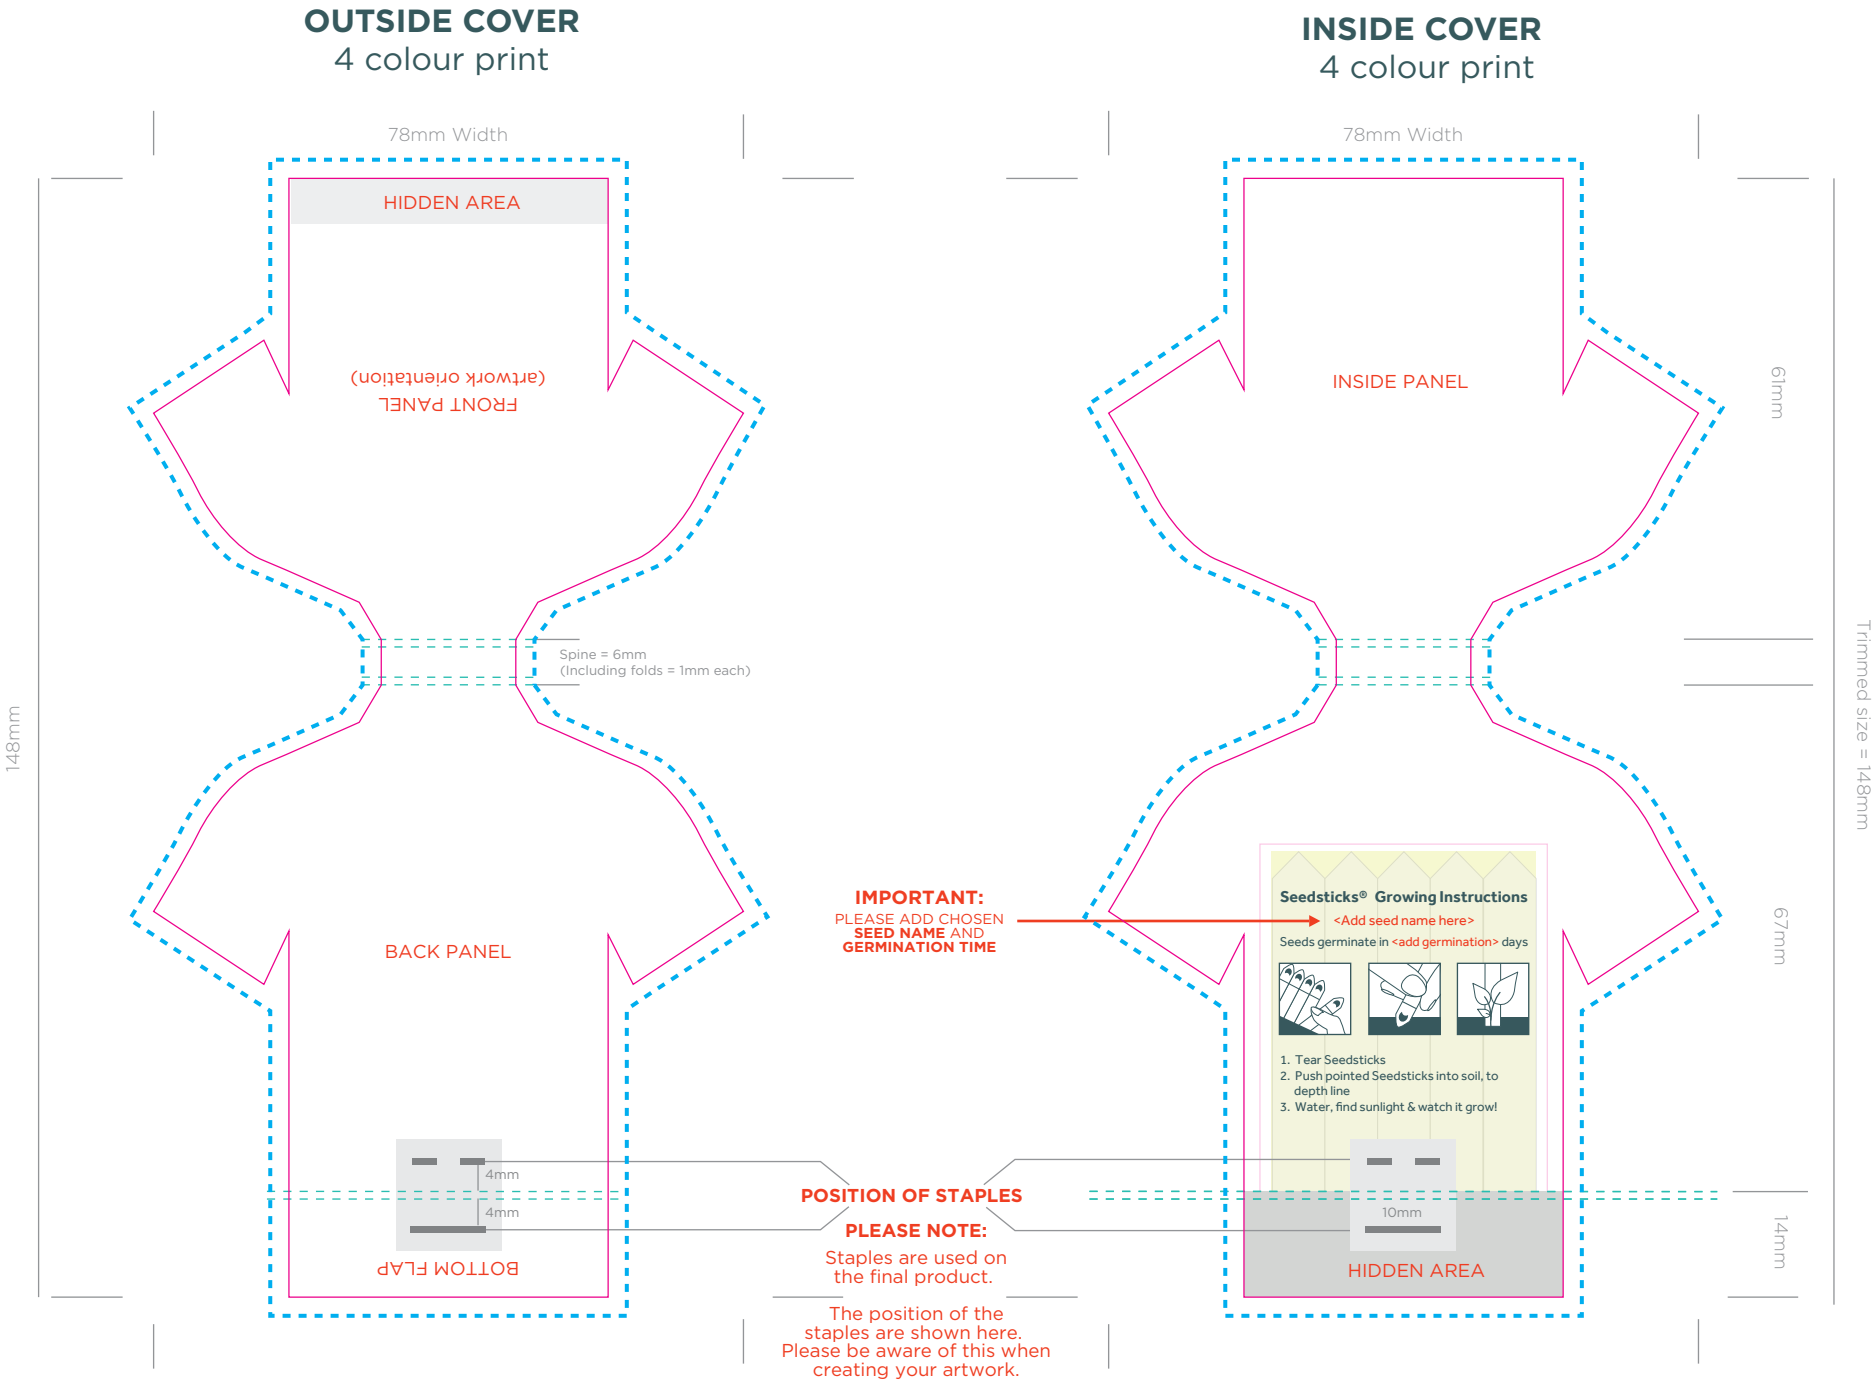 OUTSIDE COVER
4 colour print
INSIDE COVER
4 colour print
78mm Width
78mm Width
HIDDEN AREA
FRONT PANEL
(artwork orientation)
INSIDE PANEL
61mm
Spine = 6mm
(Including folds = 1mm each)
148mm
Trimmed size = 148mm
BACK PANEL
IMPORTANT:
PLEASE ADD CHOSEN
SEED NAME AND
GERMINATION TIME
Seedsticks® Growing Instructions
<Add seed name here>
Seeds germinate in <add germination> days
1. Tear Seedsticks
2. Push pointed Seedsticks into soil, to
depth line
3. Water, find sunlight & watch it grow!
67mm
4mm
4mm
BOTTOM FLAP
POSITION OF STAPLES
PLEASE NOTE:
Staples are used on
the final product.
The position of the
staples are shown here.
Please be aware of this when
creating your artwork.
10mm
HIDDEN AREA
14mm